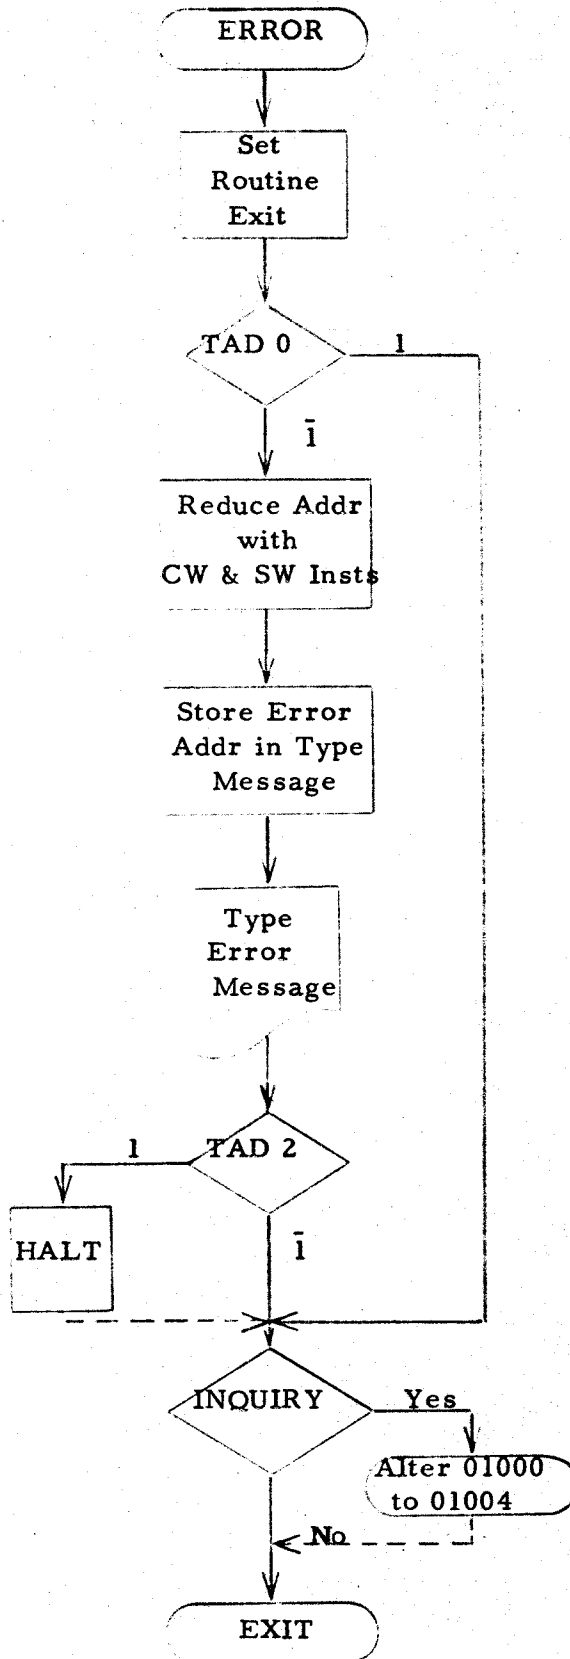 ERROR
Set
Routine
Exit
TAD 0
1
1̄
Reduce Addr
with
CW & SW Insts
Store Error
Addr in Type
Message
Type
Error
Message
1
TAD 2
HALT
1̄
INQUIRY
Yes
Alter 01000
to 01004
No
EXIT